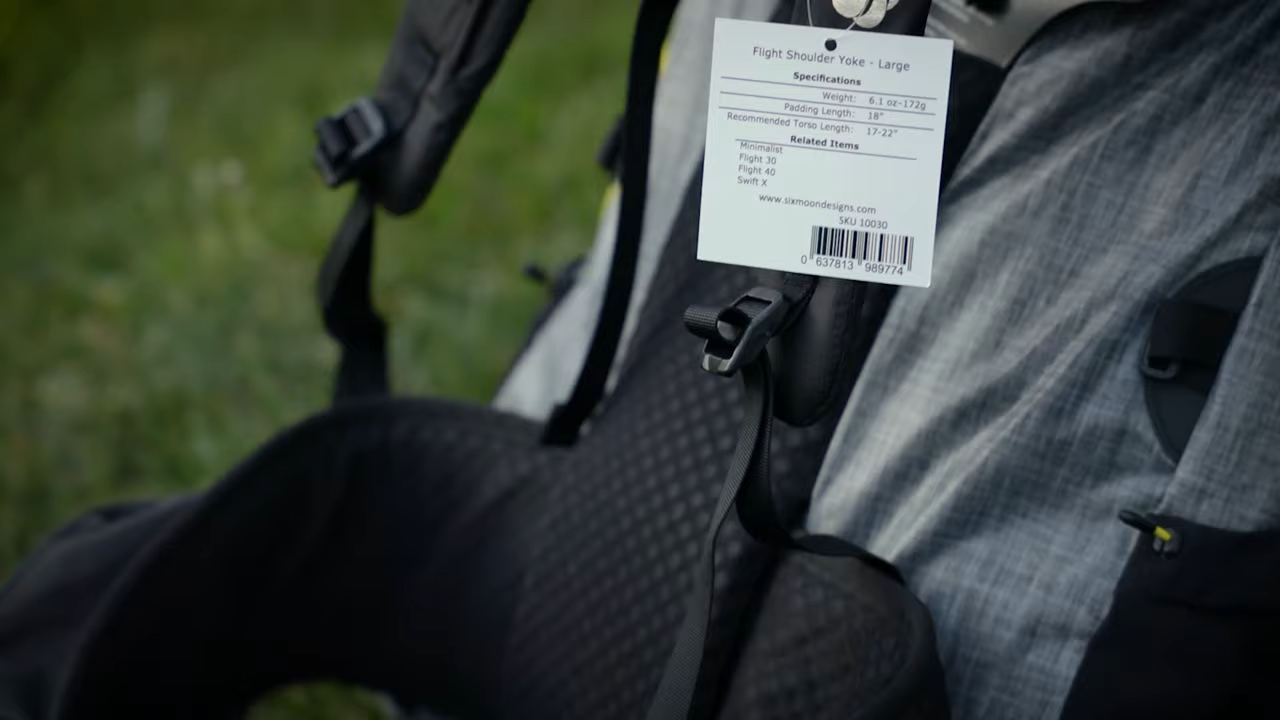 Flight Shoulder Yoke - Large
Specifications
Weight: 6.1 oz-172g
Padding Length: 18"
Recommended Torso Length: 17-22"
Related Items
Minimalist
Flight 30
Flight 40
Swift X
www.sixmoondesigns.com
SKU 10030
0 637813 989774